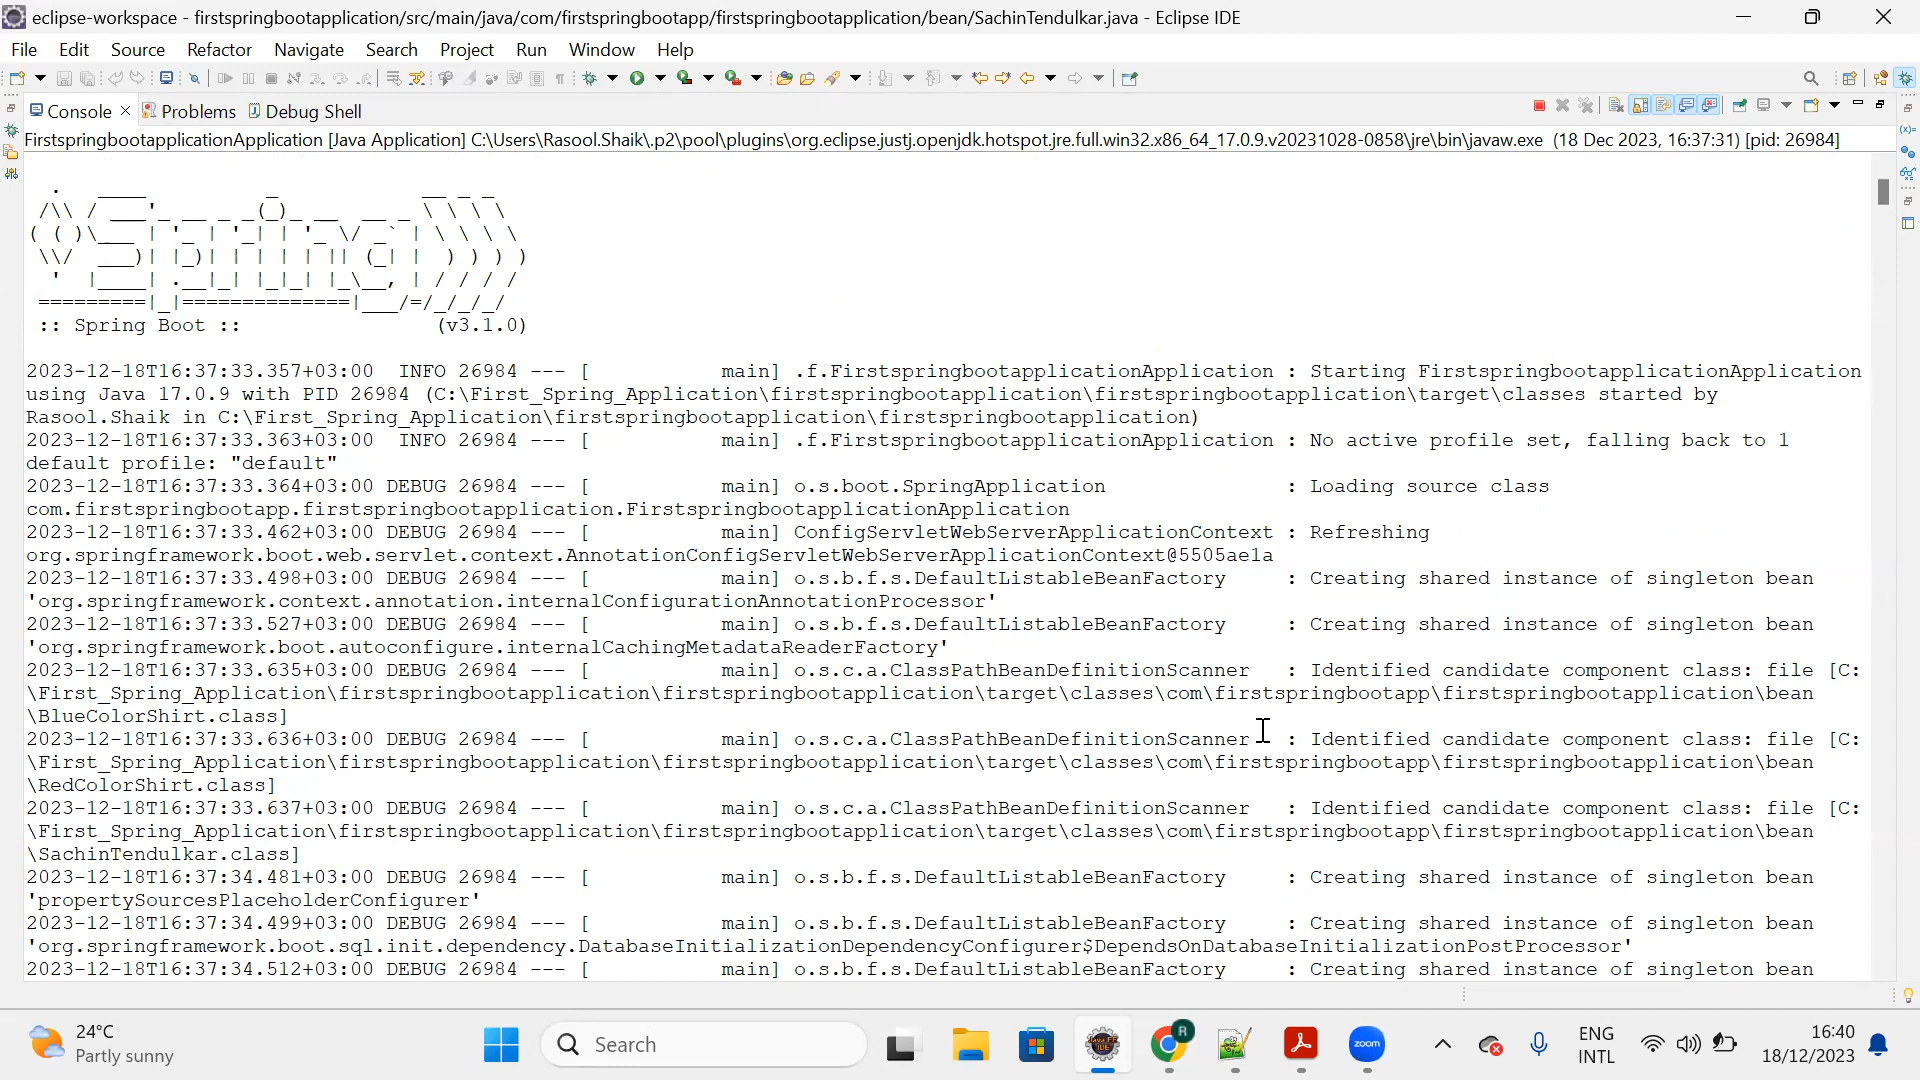 eclipse-workspace - firstspringbootapplication/src/main/java/com/firstspringbootapp/firstspringbootapplication/bean/SachinTendulkar.java - Eclipse IDE
File Edit Source Refactor Navigate Search Project Run Window Help
Console Problems Debug Shell
FirstspringbootapplicationApplication [Java Application] C:\Users\Rasool.Shaik\.p2\pool\plugins\org.eclipse.justj.openjdk.hotspot.jre.full.win32.x86_64_17.0.9.v20231028-0858\jre\bin\javaw.exe (18 Dec 2023, 16:37:31) [pid: 26984]
  .   ____          _            __ _ _
 /\\ / ___'_ __ _ _(_)_ __  __ _ \ \ \ \
( ( )\___ | '_ | '_| | '_ \/ _` | \ \ \ \
 \\/  ___)| |_)| | | | | || (_| |  ) ) ) )
  '  |____| .__|_| |_|_| |_\__, | / / / /
 =========|_|==============|___/=/_/_/_/
 :: Spring Boot ::                (v3.1.0)
2023-12-18T16:37:33.357+03:00  INFO 26984 --- [           main] .f.FirstspringbootapplicationApplication : Starting FirstspringbootapplicationApplication
using Java 17.0.9 with PID 26984 (C:\First_Spring_Application\firstspringbootapplication\firstspringbootapplication\target\classes started by
Rasool.Shaik in C:\First_Spring_Application\firstspringbootapplication\firstspringbootapplication)
2023-12-18T16:37:33.363+03:00  INFO 26984 --- [           main] .f.FirstspringbootapplicationApplication : No active profile set, falling back to 1
default profile: "default"
2023-12-18T16:37:33.364+03:00 DEBUG 26984 --- [           main] o.s.boot.SpringApplication               : Loading source class
com.firstspringbootapp.firstspringbootapplication.FirstspringbootapplicationApplication
2023-12-18T16:37:33.462+03:00 DEBUG 26984 --- [           main] ConfigServletWebServerApplicationContext : Refreshing
org.springframework.boot.web.servlet.context.AnnotationConfigServletWebServerApplicationContext@5505ae1a
2023-12-18T16:37:33.498+03:00 DEBUG 26984 --- [           main] o.s.b.f.s.DefaultListableBeanFactory     : Creating shared instance of singleton bean
'org.springframework.context.annotation.internalConfigurationAnnotationProcessor'
2023-12-18T16:37:33.527+03:00 DEBUG 26984 --- [           main] o.s.b.f.s.DefaultListableBeanFactory     : Creating shared instance of singleton bean
'org.springframework.boot.autoconfigure.internalCachingMetadataReaderFactory'
2023-12-18T16:37:33.635+03:00 DEBUG 26984 --- [           main] o.s.c.a.ClassPathBeanDefinitionScanner   : Identified candidate component class: file [C:
\First_Spring_Application\firstspringbootapplication\firstspringbootapplication\target\classes\com\firstspringbootapp\firstspringbootapplication\bean
\BlueColorShirt.class]
2023-12-18T16:37:33.636+03:00 DEBUG 26984 --- [           main] o.s.c.a.ClassPathBeanDefinitionScanner   : Identified candidate component class: file [C:
\First_Spring_Application\firstspringbootapplication\firstspringbootapplication\target\classes\com\firstspringbootapp\firstspringbootapplication\bean
\RedColorShirt.class]
2023-12-18T16:37:33.637+03:00 DEBUG 26984 --- [           main] o.s.c.a.ClassPathBeanDefinitionScanner   : Identified candidate component class: file [C:
\First_Spring_Application\firstspringbootapplication\firstspringbootapplication\target\classes\com\firstspringbootapp\firstspringbootapplication\bean
\SachinTendulkar.class]
2023-12-18T16:37:34.481+03:00 DEBUG 26984 --- [           main] o.s.b.f.s.DefaultListableBeanFactory     : Creating shared instance of singleton bean
'propertySourcesPlaceholderConfigurer'
2023-12-18T16:37:34.499+03:00 DEBUG 26984 --- [           main] o.s.b.f.s.DefaultListableBeanFactory     : Creating shared instance of singleton bean
'org.springframework.boot.sql.init.dependency.DatabaseInitializationDependencyConfigurer$DependsOnDatabaseInitializationPostProcessor'
2023-12-18T16:37:34.512+03:00 DEBUG 26984 --- [           main] o.s.b.f.s.DefaultListableBeanFactory     : Creating shared instance of singleton bean
24°C
Partly sunny
Search
zoom
R
ENG
INTL
16:40
18/12/2023